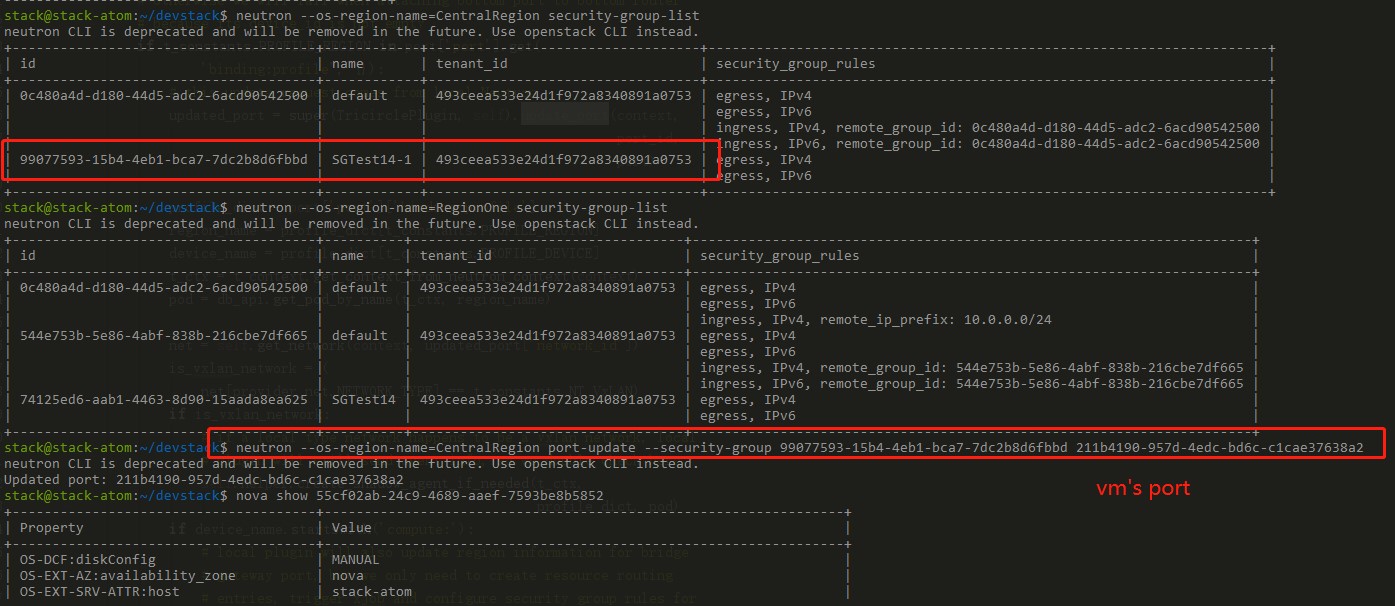 stack@stack-atom:~/devstack$ neutron --os-region-name=CentralRegion security-group-list
neutron CLI is deprecated and will be removed in the future. Use openstack CLI instead.
| id | name | tenant_id | security_group_rules |
| 0c480a4d-d180-44d5-adc2-6acd90542500 | default | 493ceea533e24d1f972a8340891a0753 | egress, IPv4 |
| | | | egress, IPv6 |
| | | | ingress, IPv4, remote_group_id: 0c480a4d-d180-44d5-adc2-6acd90542500 |
| | | | ingress, IPv6, remote_group_id: 0c480a4d-d180-44d5-adc2-6acd90542500 |
| 99077593-15b4-4eb1-bca7-7dc2b8d6fbbd | SGTest14-1 | 493ceea533e24d1f972a8340891a0753 | egress, IPv4 |
| | | | egress, IPv6 |
stack@stack-atom:~/devstack$ neutron --os-region-name=RegionOne security-group-list
neutron CLI is deprecated and will be removed in the future. Use openstack CLI instead.
| id | name | tenant_id | security_group_rules |
| 0c480a4d-d180-44d5-adc2-6acd90542500 | default | 493ceea533e24d1f972a8340891a0753 | egress, IPv4 |
| | | | egress, IPv6 |
| | | | ingress, IPv4, remote_ip_prefix: 10.0.0.0/24 |
| 544e753b-5e86-4abf-838b-216cbe7df665 | default | 493ceea533e24d1f972a8340891a0753 | egress, IPv4 |
| | | | egress, IPv6 |
| | | | ingress, IPv4, remote_group_id: 544e753b-5e86-4abf-838b-216cbe7df665 |
| | | | ingress, IPv6, remote_group_id: 544e753b-5e86-4abf-838b-216cbe7df665 |
| 74125ed6-aab1-4463-8d90-15aada8ea625 | SGTest14 | 493ceea533e24d1f972a8340891a0753 | egress, IPv4 |
| | | | egress, IPv6 |
stack@stack-atom:~/devstack$ neutron --os-region-name=CentralRegion port-update --security-group 99077593-15b4-4eb1-bca7-7dc2b8d6fbbd 211b4190-957d-4edc-bd6c-c1cae37638a2
neutron CLI is deprecated and will be removed in the future. Use openstack CLI instead.
Updated port: 211b4190-957d-4edc-bd6c-c1cae37638a2
vm's port
stack@stack-atom:~/devstack$ nova show 55cf02ab-24c9-4689-aaef-7593be8b5852
| Property | Value |
| OS-DCF:diskConfig | MANUAL |
| OS-EXT-AZ:availability_zone | nova |
| OS-EXT-SRV-ATTR:host | stack-atom |